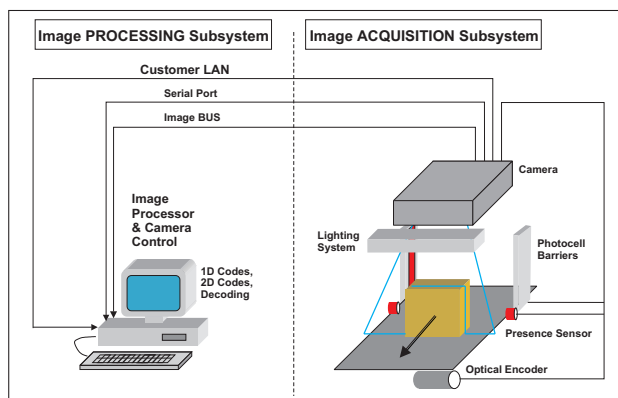 Image PROCESSING Subsystem
Image ACQUISITION Subsystem
Customer LAN
Serial Port
Image BUS
Camera
Image
Processor
& Camera
Control
Lighting
System
Photocell
Barriers
1D Codes,
2D Codes,
Decoding
Presence Sensor
Optical Encoder